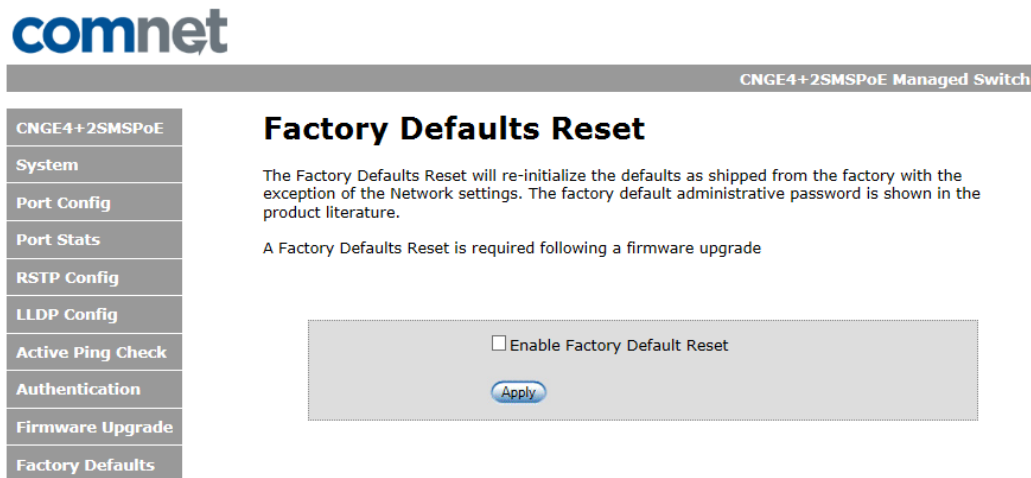 comnet
CNGE4+2SMSPoE Managed Switch
CNGE4+2SMSPoE
System
Port Config
Port Stats
RSTP Config
LLDP Config
Active Ping Check
Authentication
Firmware Upgrade
Factory Defaults
Factory Defaults Reset
The Factory Defaults Reset will re-initialize the defaults as shipped from the factory with the
exception of the Network settings. The factory default administrative password is shown in the
product literature.
A Factory Defaults Reset is required following a firmware upgrade
Enable Factory Default Reset
Apply